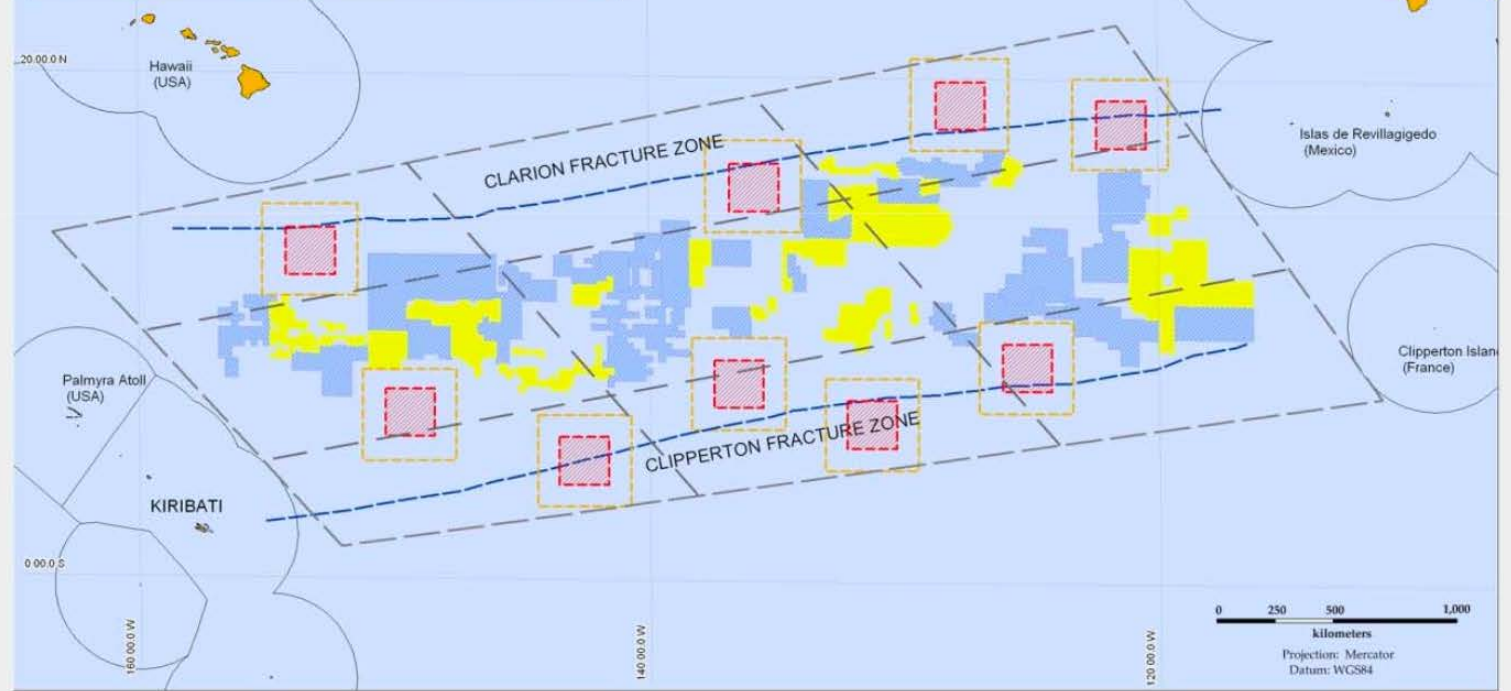 20 00.0 N
Hawaii
(USA)
CLARION FRACTURE ZONE
Islas de Revillagigedo
(Mexico)
Clipperton Islan
(France)
Palmyra Atoll
(USA)
CLIPPERTON FRACTURE ZONE
KIRIBATI
0 00.0 S
160 00.0 W
140 00.0 W
120 00.0 W
0 250 500 1,000
kilometers
Projection: Mercator
Datum: WGS84